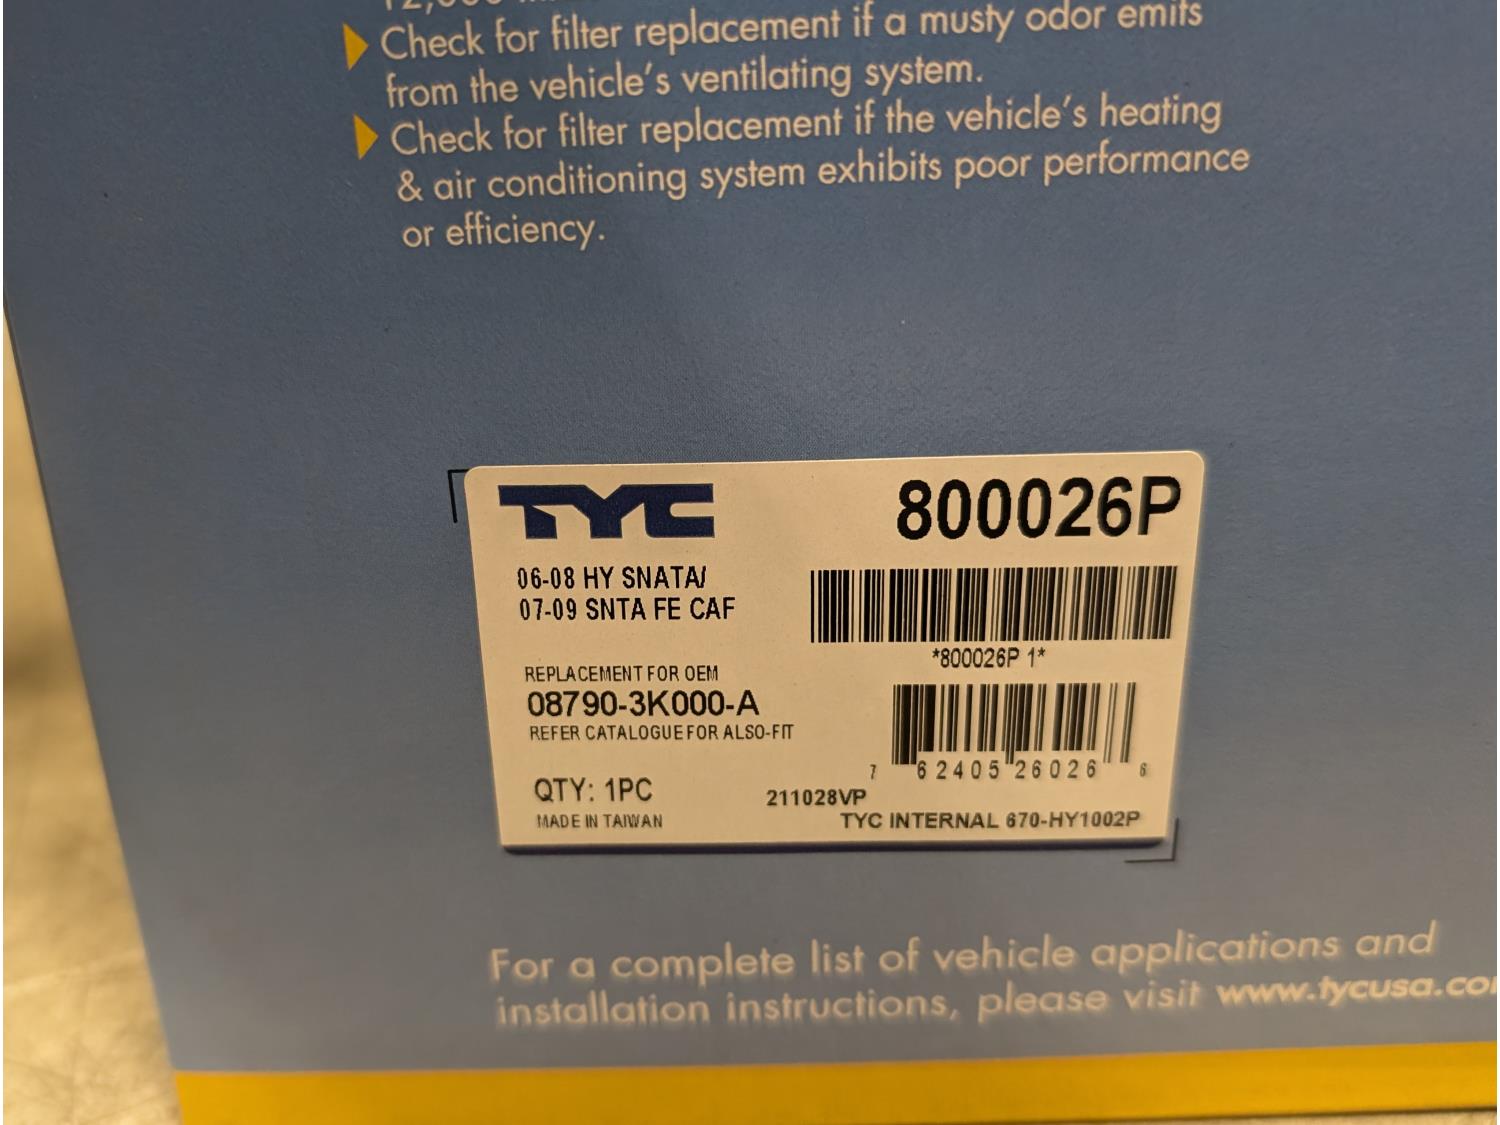 Check for filter replacement if a musty odor emits
from the vehicle's ventilating system.
Check for filter replacement if the vehicle's heating
& air conditioning system exhibits poor performance
or efficiency.
TYC
800026P
06-08 HY SNATA/
07-09 SNTA FE CAF
*800026P 1*
REPLACEMENT FOR OEM
08790-3K000-A
REFER CATALOGUE FOR ALSO-FIT
7 62405 26026 6
QTY: 1PC
211028VP
MADE IN TAIWAN
TYC INTERNAL 670-HY1002P
For a complete list of vehicle applications and
installation instructions, please visit www.tycusa.co